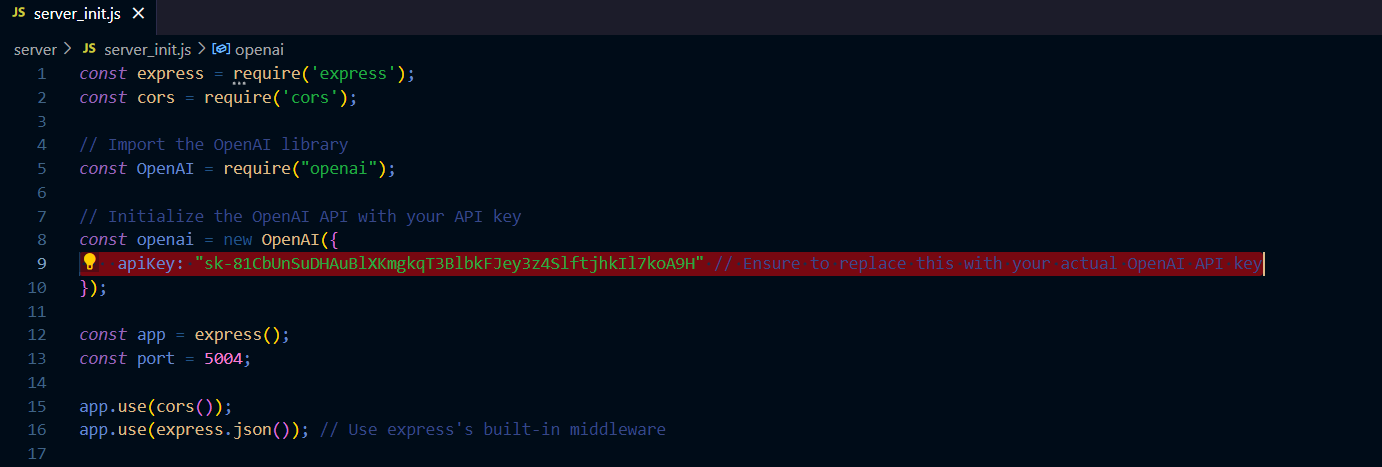 JS server_init.js ×
server > JS server_init.js > openai
1 const express = require('express');
2 const cors = require('cors');
3
4 // Import the OpenAI library
5 const OpenAI = require("openai");
6
7 // Initialize the OpenAI API with your API key
8 const openai = new OpenAI({
9 apiKey: "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" // Ensure to replace this with your actual OpenAI API key
10 });
11
12 const app = express();
13 const port = 5004;
14
15 app.use(cors());
16 app.use(express.json()); // Use express's built-in middleware
17